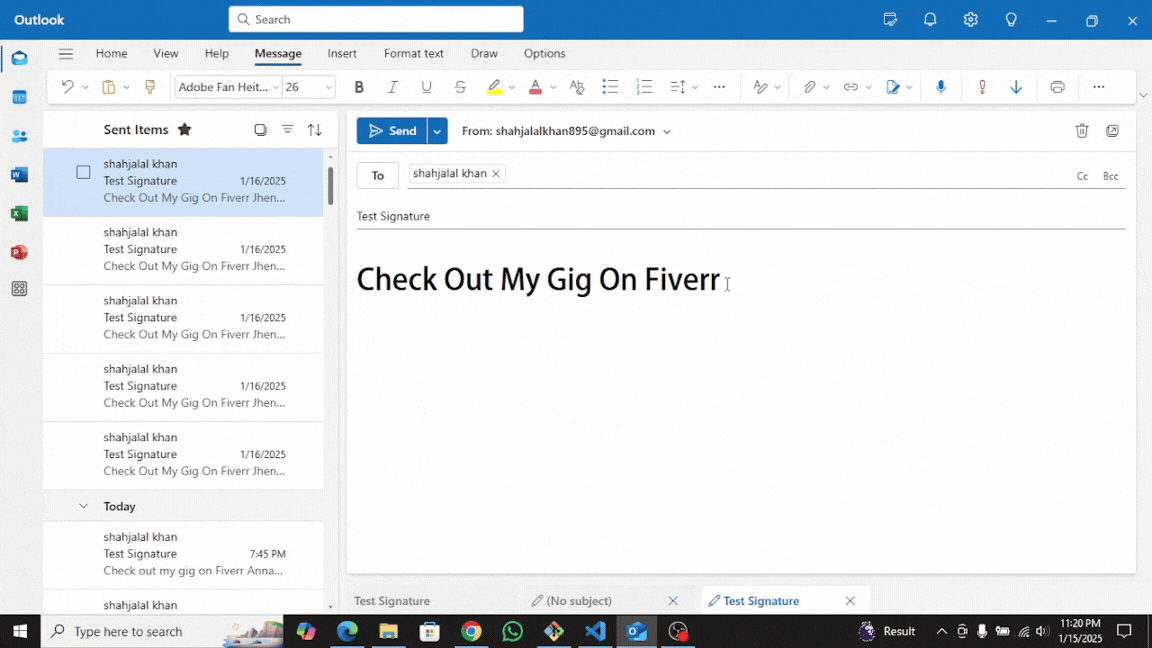 Outlook
Search
Home View Help Message Insert Format text Draw Options
Adobe Fan Heit... 26
Sent Items
shahjalal khan
Test Signature 1/16/2025
Check Out My Gig On Fiverr Jhen...
shahjalal khan
Test Signature 1/16/2025
Check Out My Gig On Fiverr Jhen...
shahjalal khan
Test Signature 1/16/2025
Check Out My Gig On Fiverr Jhen...
shahjalal khan
Test Signature 1/16/2025
Check Out My Gig On Fiverr Jhen...
shahjalal khan
Test Signature 1/16/2025
Check Out My Gig On Fiverr Jhen...
Today
shahjalal khan
Test Signature 7:45 PM
Check out my gig on Fiverr Anna...
shahjalal khan
Send From: shahjalalkhan895@gmail.com
To shahjalal khan Cc Bcc
Test Signature
Check Out My Gig On Fiverr
Test Signature (No subject) Test Signature
Type here to search
Result
11:20 PM
1/15/2025